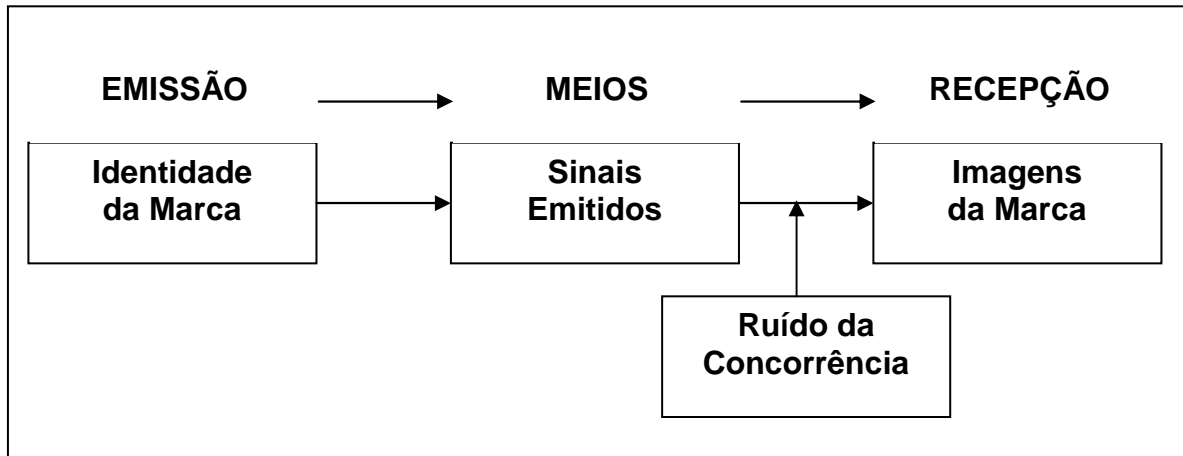 EMISSÃO MEIOS RECEPÇÃO
Identidade
da Marca
Sinais
Emitidos
Imagens
da Marca
Ruído da
Concorrência